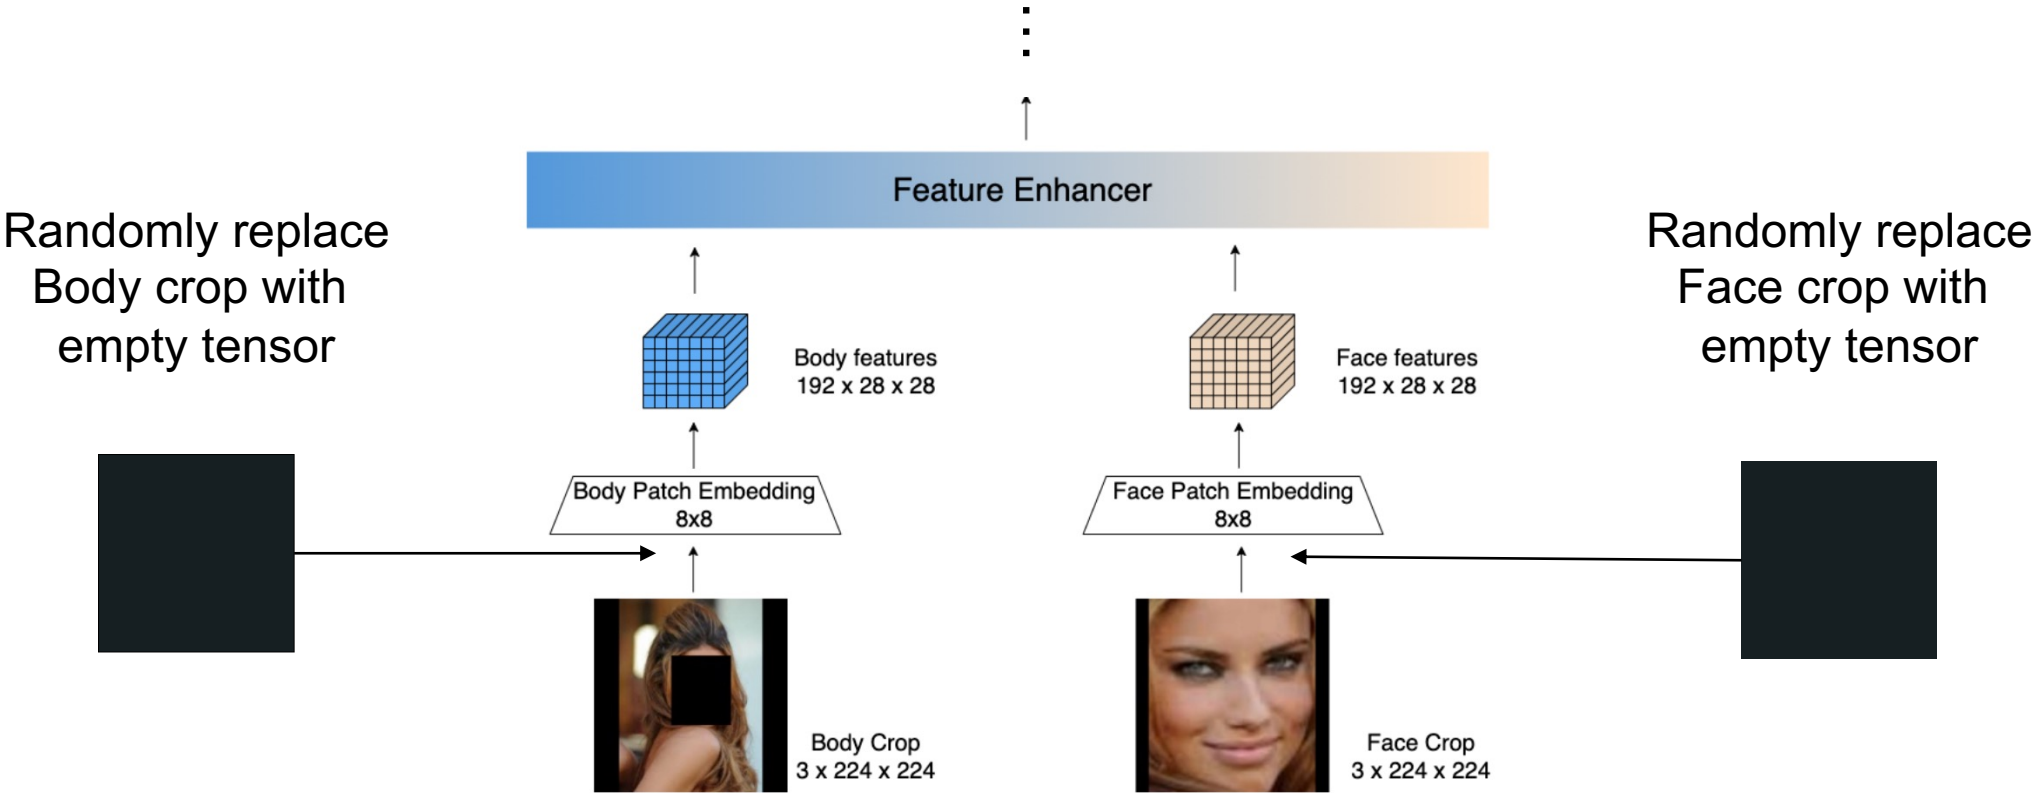 Feature Enhancer
Randomly replace
Body crop with
empty tensor
Randomly replace
Face crop with
empty tensor
Body features
192 x 28 x 28
Face features
192 x 28 x 28
Body Patch Embedding
8x8
Face Patch Embedding
8x8
Body Crop
3 x 224 x 224
Face Crop
3 x 224 x 224